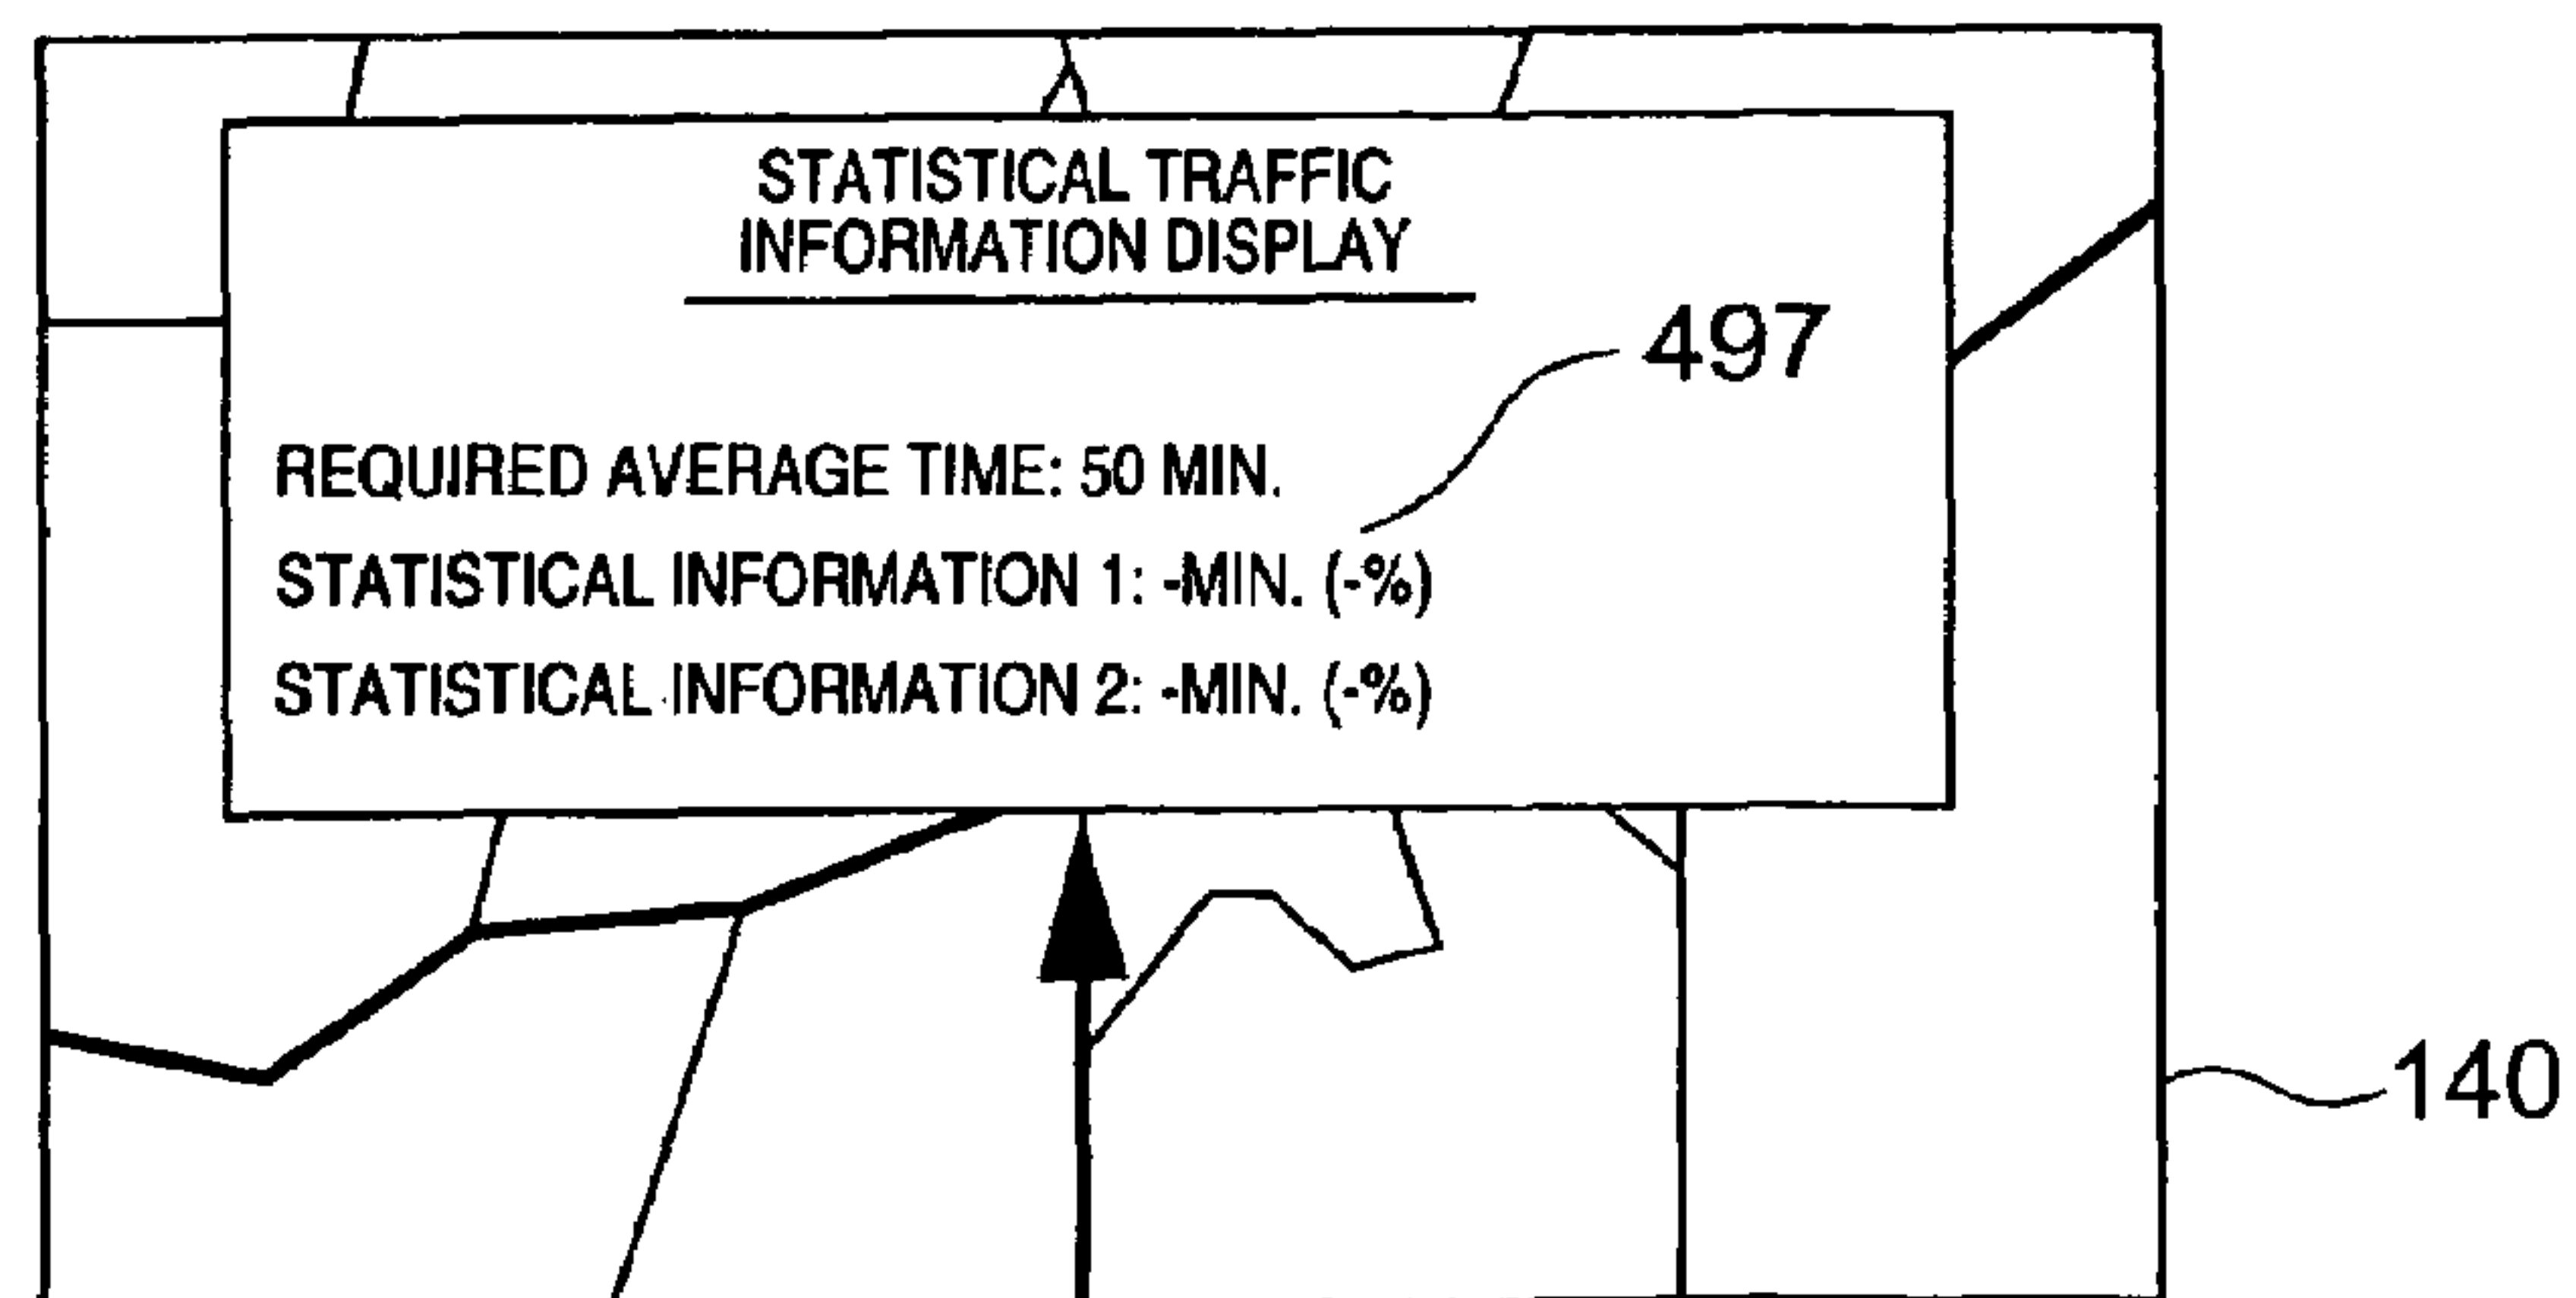 STATISTICAL TRAFFIC
INFORMATION DISPLAY
497
REQUIRED AVERAGE TIME: 50 MIN.
STATISTICAL INFORMATION 1: -MIN. (-%)
STATISTICAL INFORMATION 2: -MIN. (-%)
140